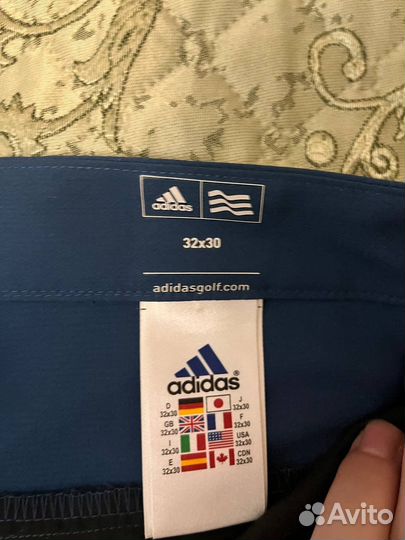 adidas
32x30
adidasgolf.com
adidas
D J
32x30 32x30
GB F
32x30 32x30
I USA
32x30 32x30
E CDN
32x30 32x30
Avito